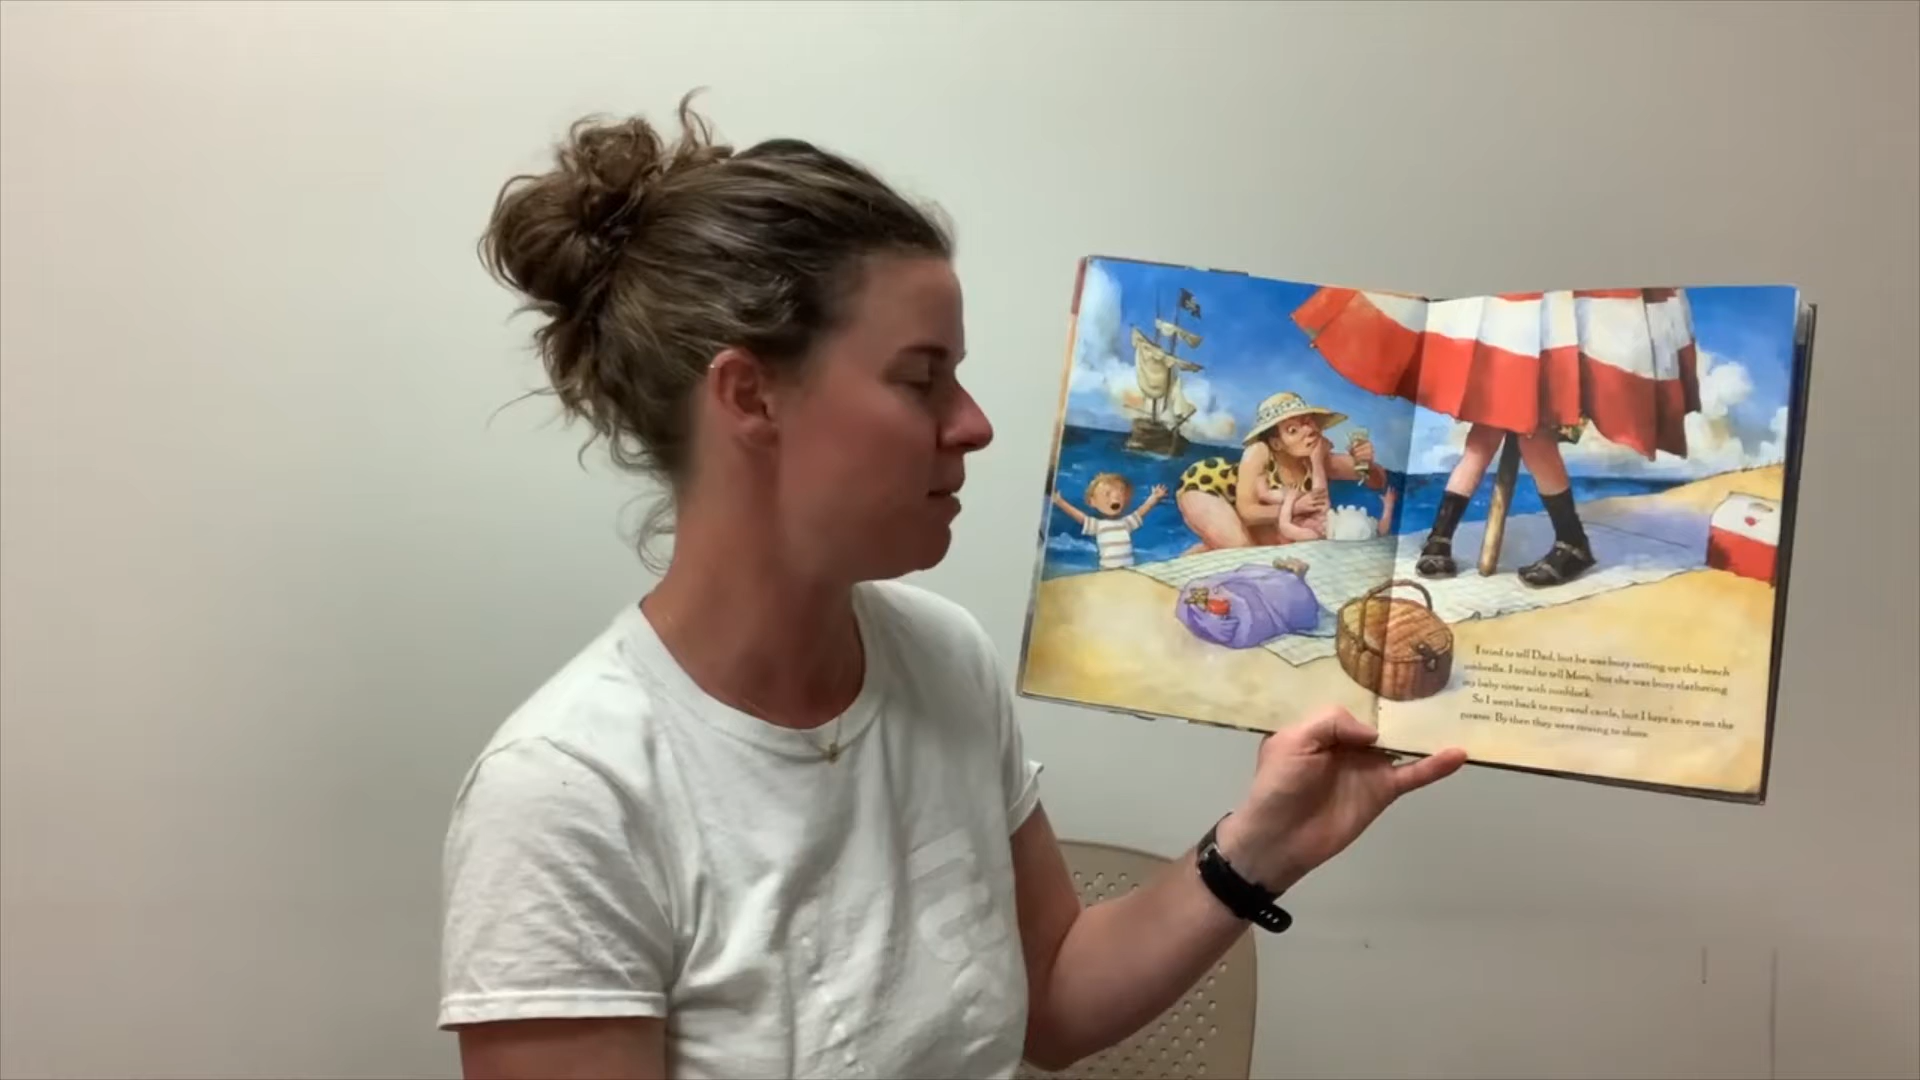 I tried to tell Dad, but he was busy setting up the beach
umbrella. I tried to tell Mom, but she was busy slathering
my baby sister with sunblock.
So I went back to my sand castle, but I kept an eye on the
pirates. By then they were rowing to shore.